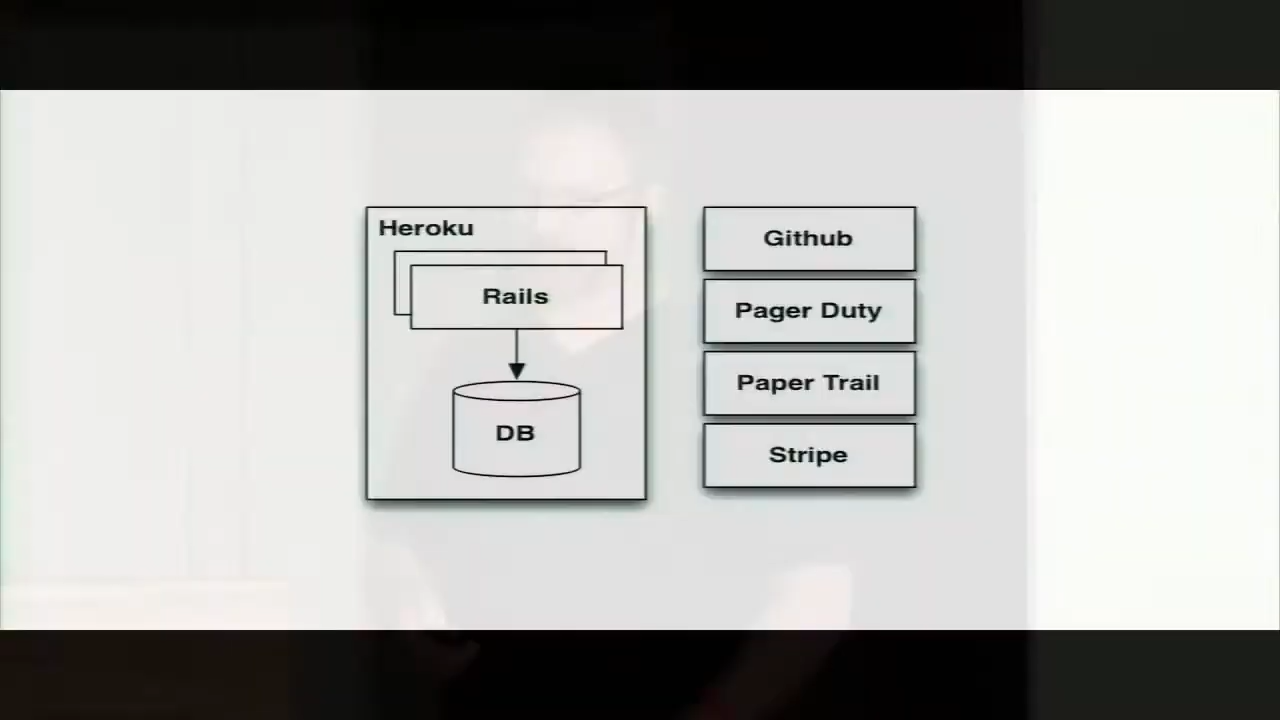 Heroku
Rails
DB
Github
Pager Duty
Paper Trail
Stripe